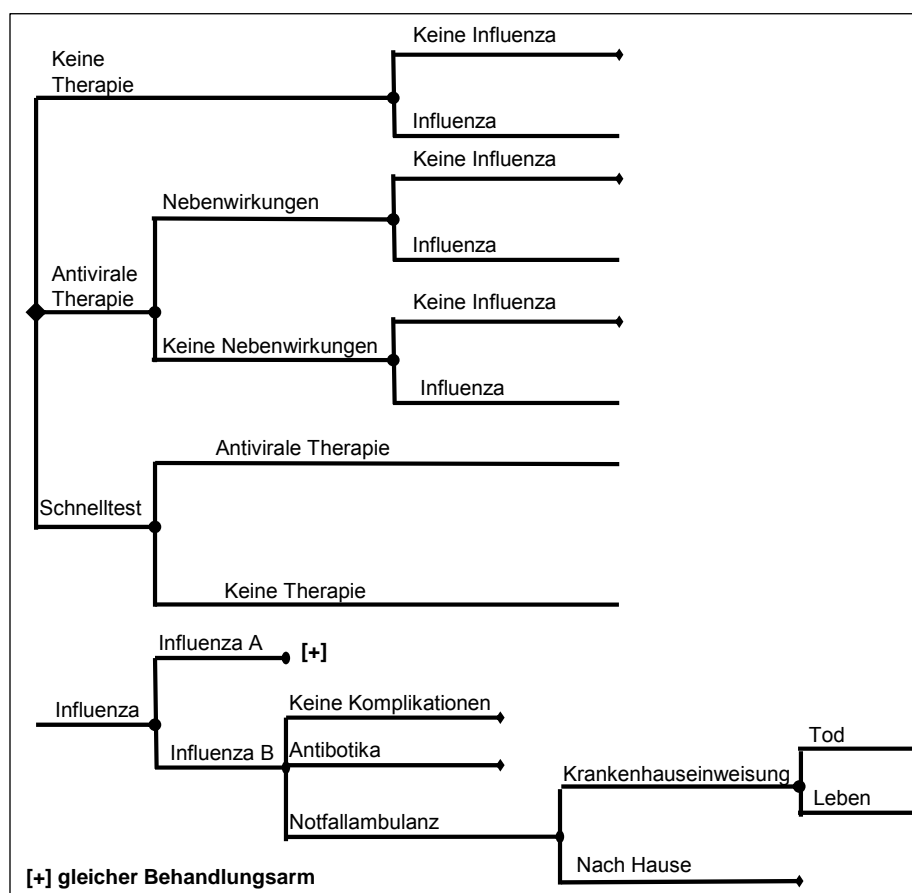 Keine Influenza
Keine
Therapie
Influenza
Keine Influenza
Nebenwirkungen
Influenza
Antivirale
Therapie
Keine Influenza
Keine Nebenwirkungen
Influenza
Antivirale Therapie
Schnelltest
Keine Therapie
Influenza A
[+]
Influenza
Keine Komplikationen
Influenza B
Antibotika
Tod
Krankenhauseinweisung
Leben
Notfallambulanz
Nach Hause
[+] gleicher Behandlungsarm